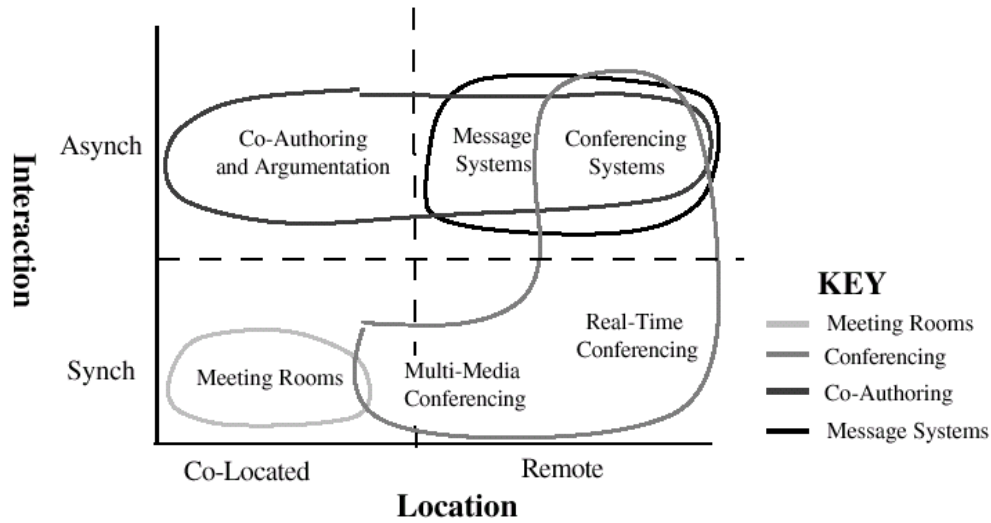 Interaction
Asynch
Synch
Co-Authoring
and Argumentation
Message
Systems
Conferencing
Systems
Meeting Rooms
Multi-Media
Conferencing
Real-Time
Conferencing
Co-Located
Remote
Location
KEY
Meeting Rooms
Conferencing
Co-Authoring
Message Systems